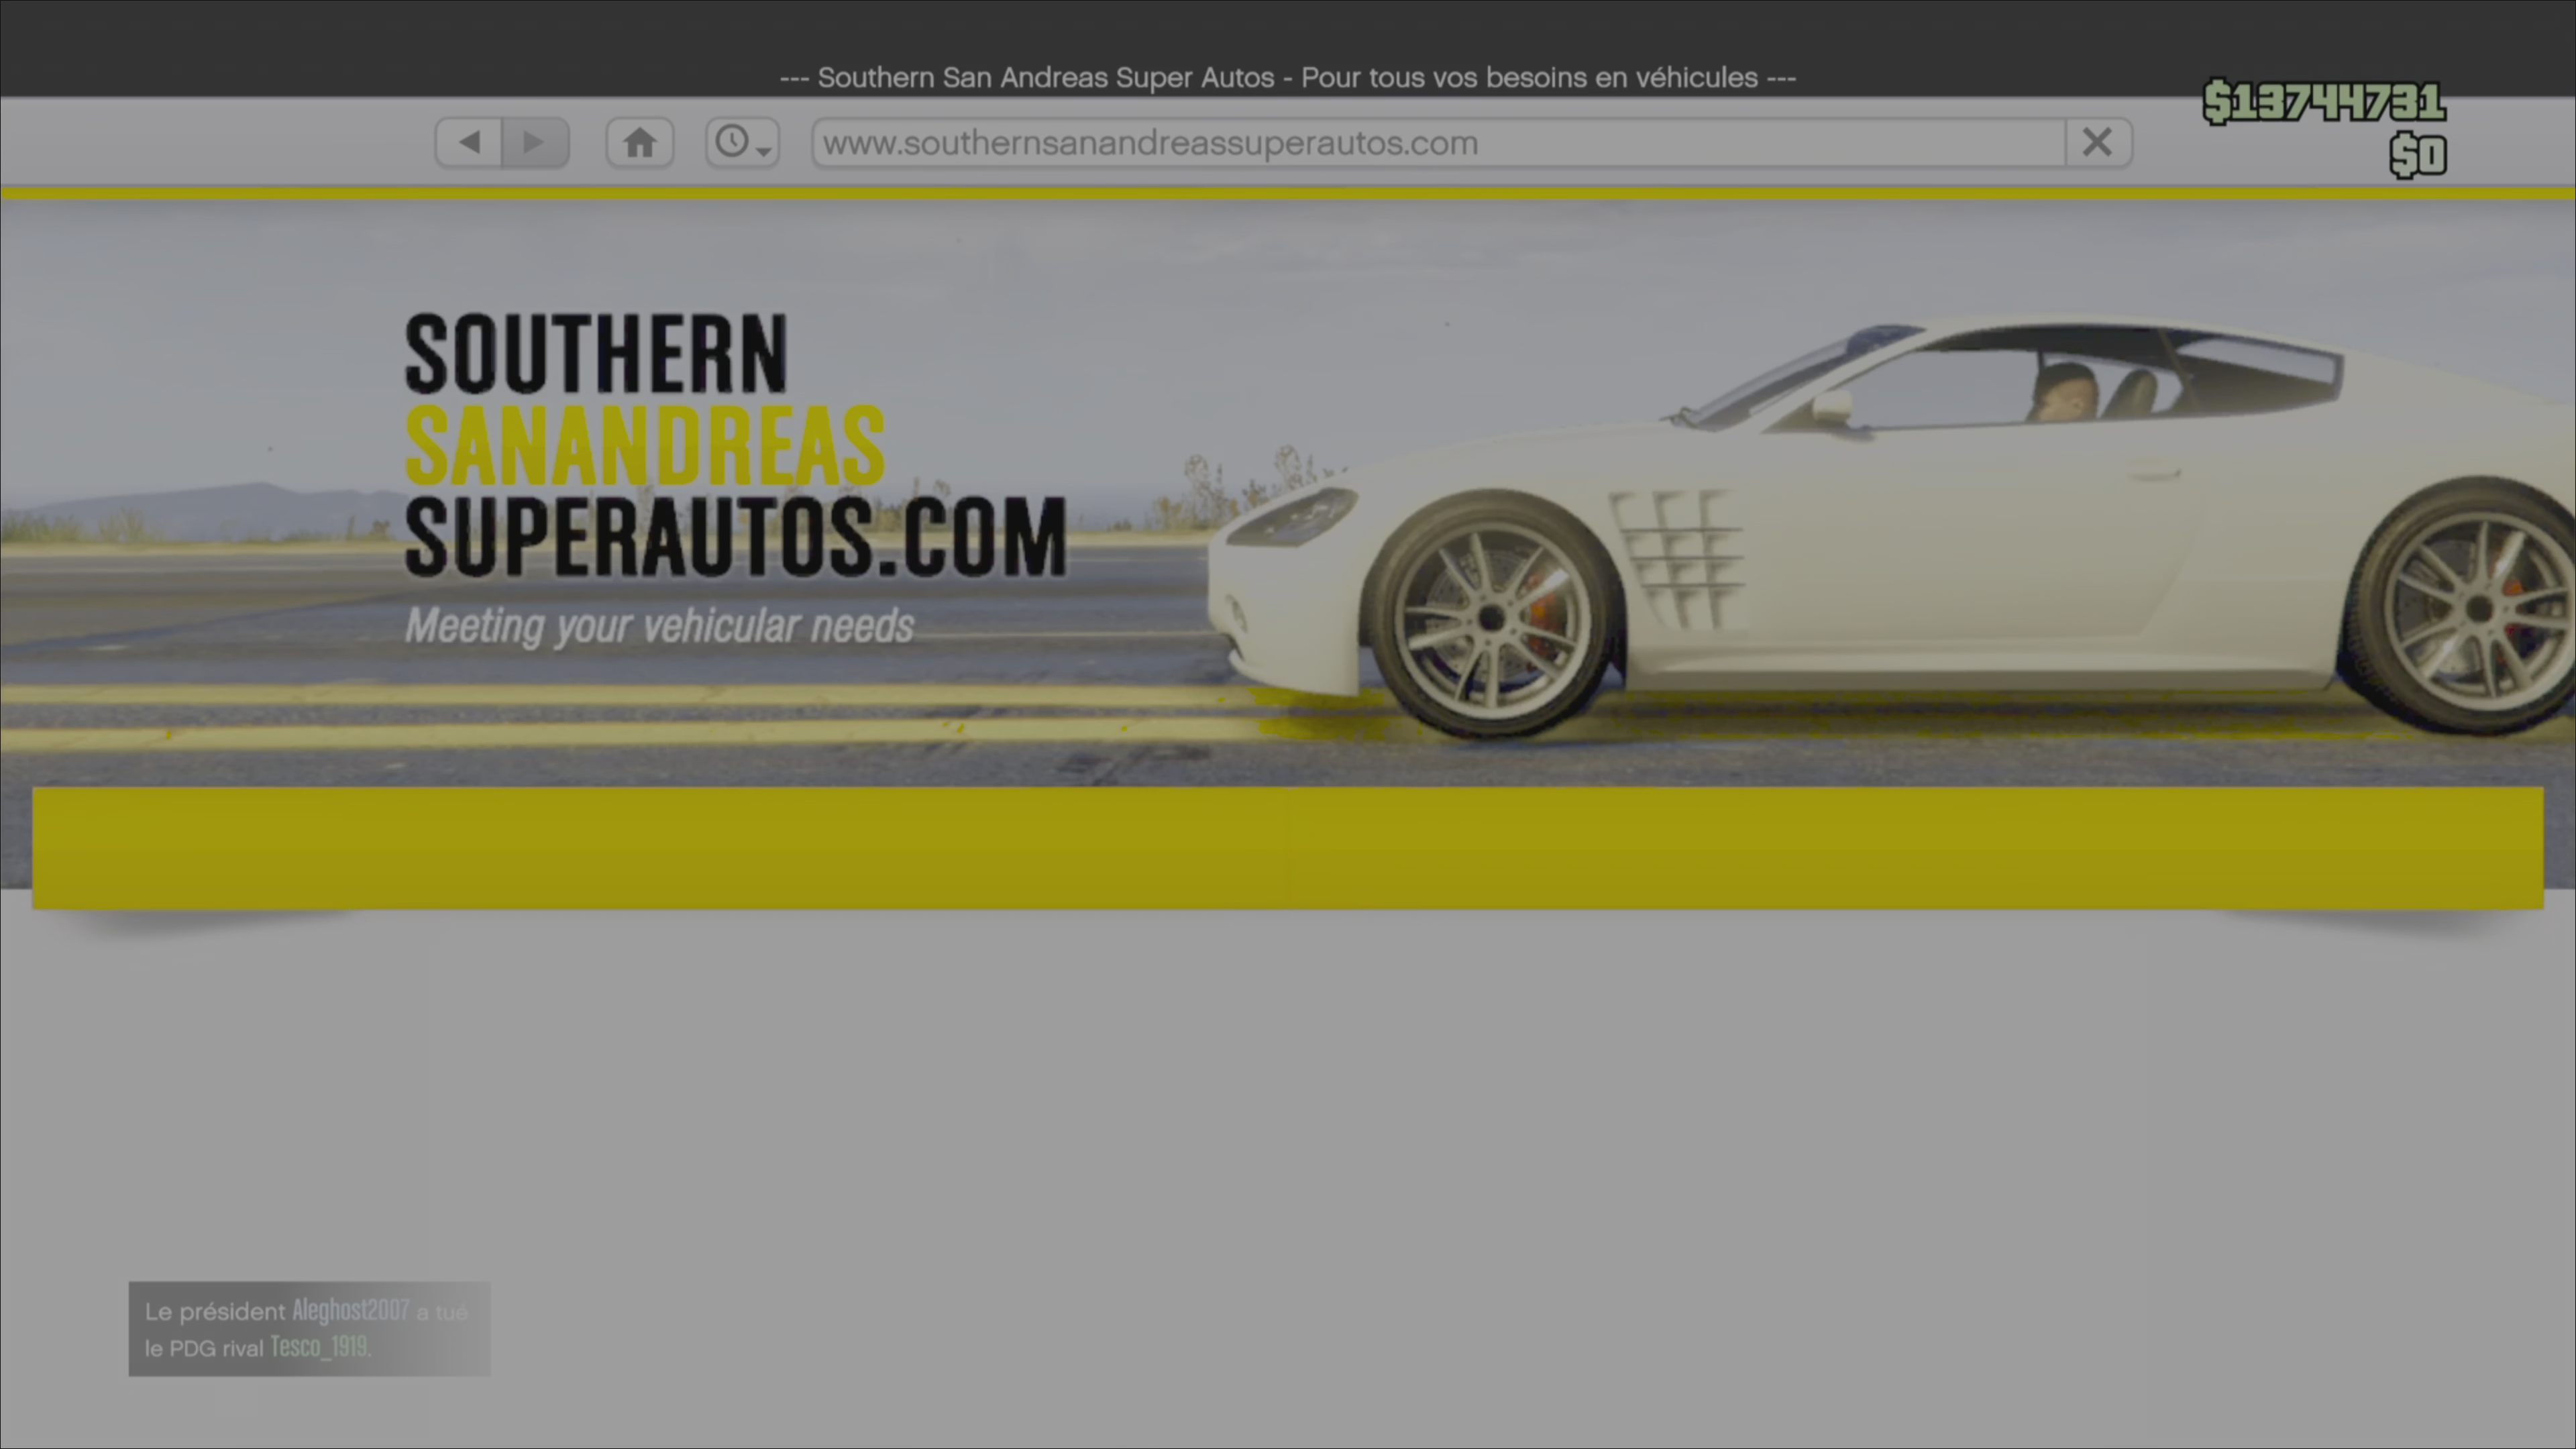 --- Southern San Andreas Super Autos - Pour tous vos besoins en véhicules ---
$13744731
www.southernsanandreassuperautos.com
$0
SOUTHERN
SANANDREAS
SUPERAUTOS.COM
Meeting your vehicular needs
Le président Aleghost2007 a tué
le PDG rival Tesco_1919.